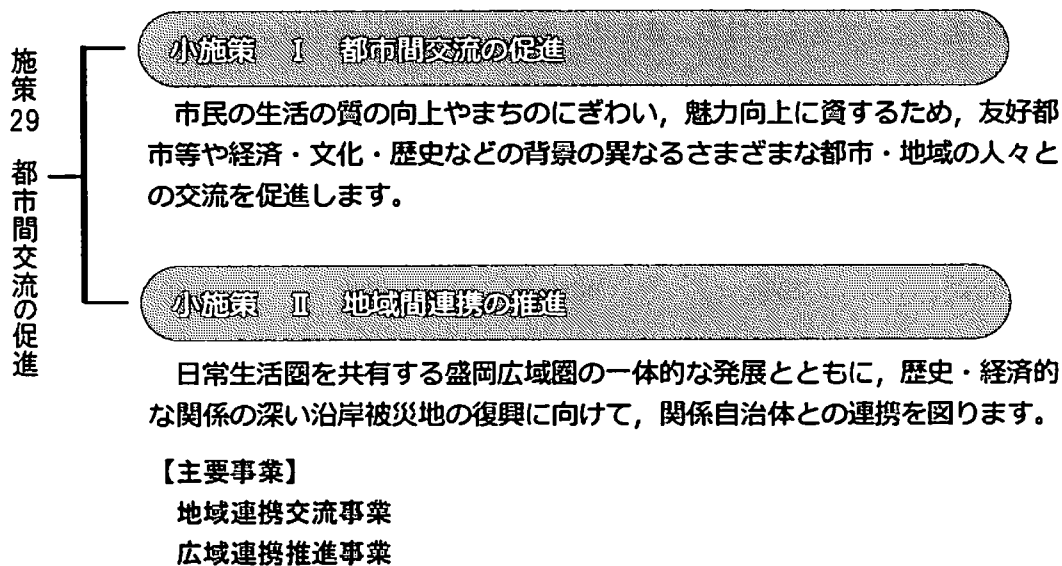 施策29 都市間交流の促進
小施策 Ⅰ 都市間交流の促進
市民の生活の質の向上やまちのにぎわい，魅力向上に資するため，友好都
市等や経済・文化・歴史などの背景の異なるさまざまな都市・地域の人々と
の交流を促進します。
小施策 Ⅱ 地域間連携の推進
日常生活圏を共有する盛岡広域圏の一体的な発展とともに，歴史・経済的
な関係の深い沿岸被災地の復興に向けて，関係自治体との連携を図ります。
【主要事業】
地域連携交流事業
広域連携推進事業